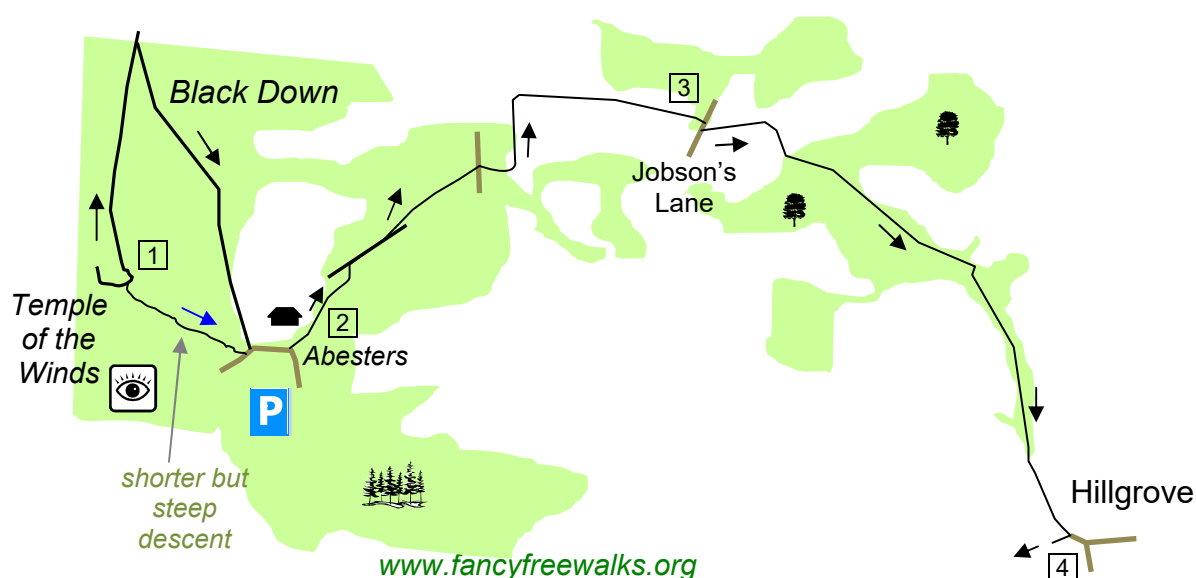 Black Down
3
Jobson's
Lane
1
Temple
of the
Winds
2
Abesters
P
shorter but
steep
descent
Hillgrove
4
www.fancyfreewalks.org